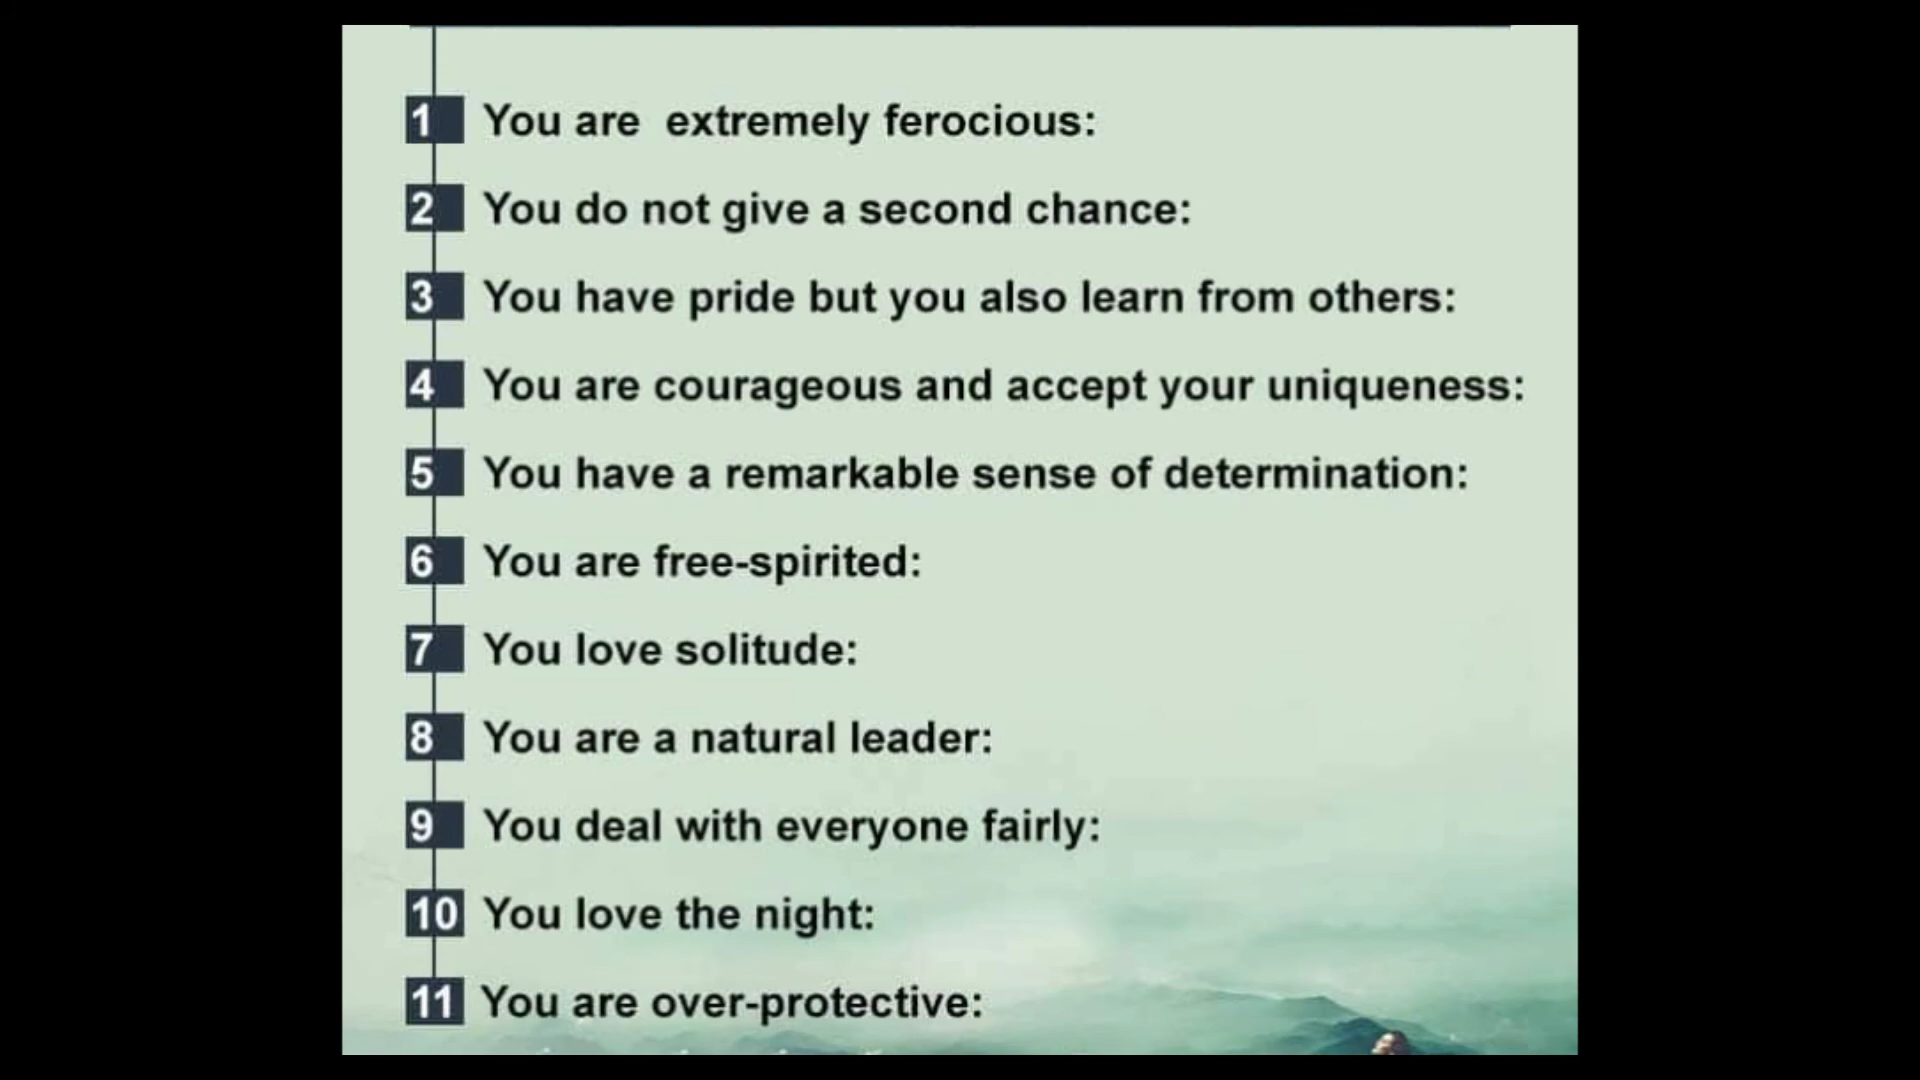 1 You are extremely ferocious:
2 You do not give a second chance:
3 You have pride but you also learn from others:
4 You are courageous and accept your uniqueness:
5 You have a remarkable sense of determination:
6 You are free-spirited:
7 You love solitude:
8 You are a natural leader:
9 You deal with everyone fairly:
10 You love the night:
11 You are over-protective: